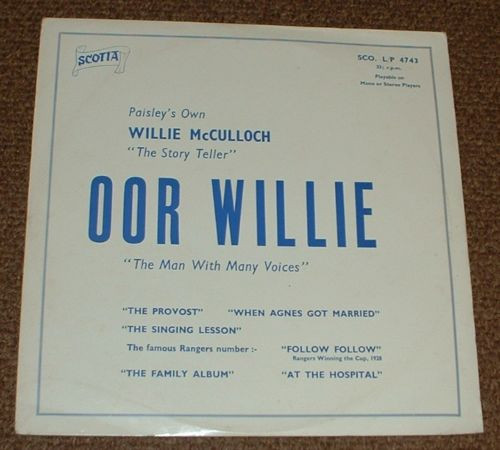 SCOTIA
SCO. L/P 4743
33⅓ r.p.m.
Playable on
Mono or Stereo Players
Paisley's Own
WILLIE McCULLOCH
"The Story Teller"
OOR WILLIE
"The Man With Many Voices"
"THE PROVOST" "WHEN AGNES GOT MARRIED"
"THE SINGING LESSON"
The famous Rangers number :- "FOLLOW FOLLOW"
Rangers Winning the Cup, 1928
"THE FAMILY ALBUM" "AT THE HOSPITAL"